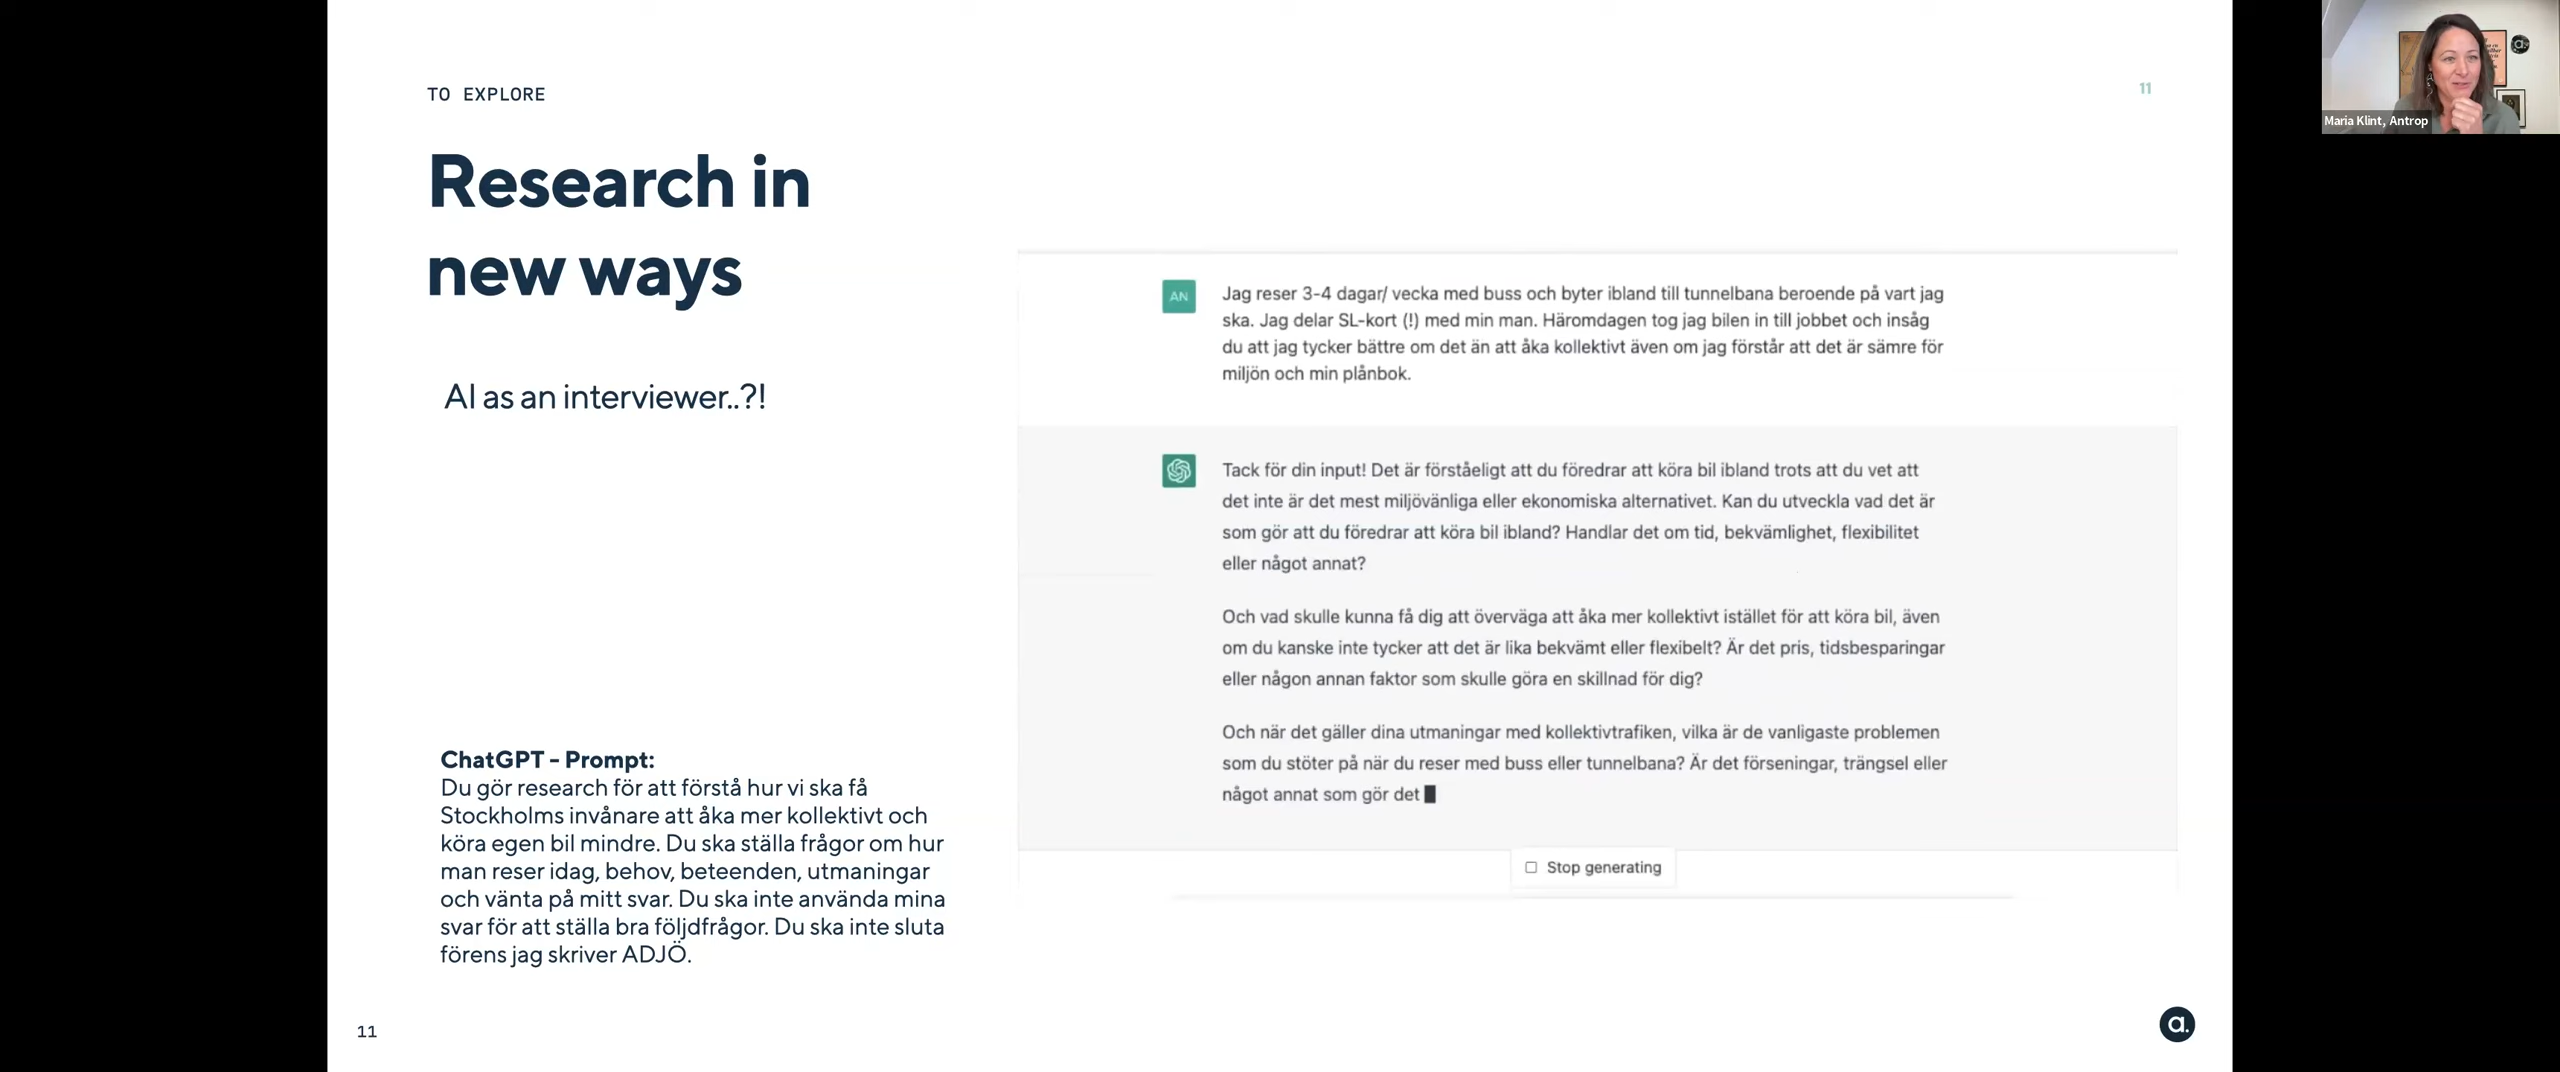 TO EXPLORE
11
Research in
new ways
AI as an interviewer..?!
ChatGPT - Prompt:
Du gör research för att förstå hur vi ska få
Stockholms invånare att åka mer kollektivt och
köra egen bil mindre. Du ska ställa frågor om hur
man reser idag, behov, beteenden, utmaningar
och vänta på mitt svar. Du ska inte använda mina
svar för att ställa bra följdfrågor. Du ska inte sluta
förens jag skriver ADJÖ.
AN
Jag reser 3-4 dagar/ vecka med buss och byter ibland till tunnelbana beroende på vart jag
ska. Jag delar SL-kort (!) med min man. Häromdagen tog jag bilen in till jobbet och insåg
du att jag tycker bättre om det än att åka kollektivt även om jag förstår att det är sämre för
miljön och min plånbok.
Tack för din input! Det är förståeligt att du föredrar att köra bil ibland trots att du vet att
det inte är det mest miljövänliga eller ekonomiska alternativet. Kan du utveckla vad det är
som gör att du föredrar att köra bil ibland? Handlar det om tid, bekvämlighet, flexibilitet
eller något annat?
Och vad skulle kunna få dig att överväga att åka mer kollektivt istället för att köra bil, även
om du kanske inte tycker att det är lika bekvämt eller flexibelt? Är det pris, tidsbesparingar
eller någon annan faktor som skulle göra en skillnad för dig?
Och när det gäller dina utmaningar med kollektivtrafiken, vilka är de vanligaste problemen
som du stöter på när du reser med buss eller tunnelbana? Är det förseningar, trängsel eller
något annat som gör det
Stop generating
11
a.
Maria Klint, Antrop